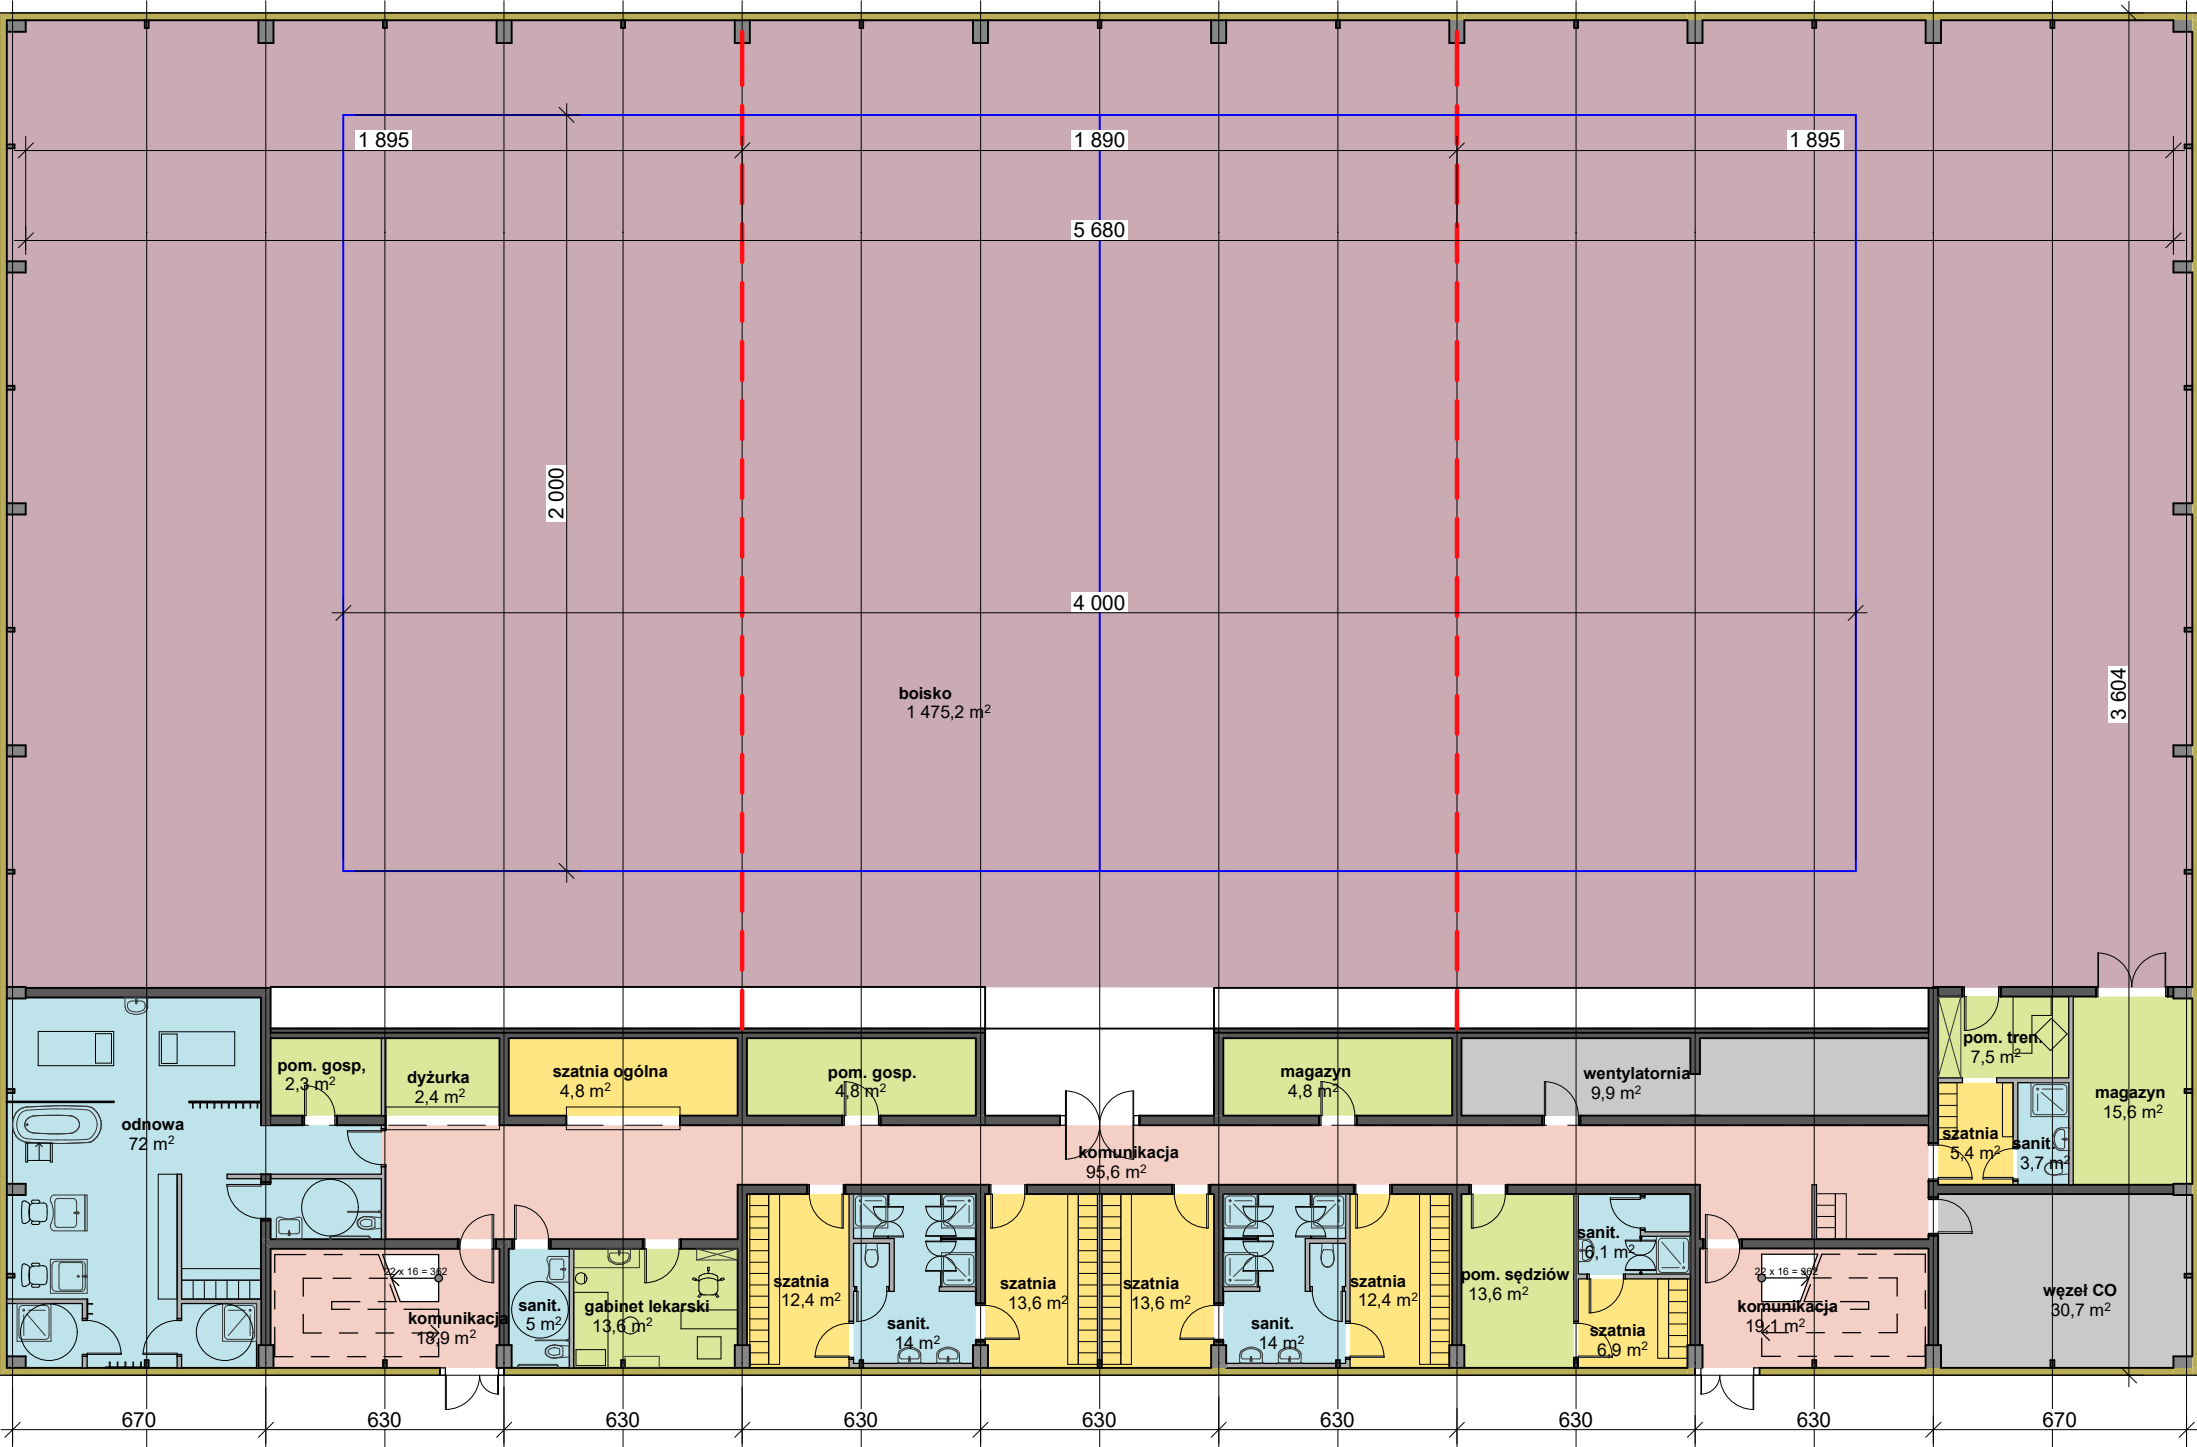 1 895
1 890
1 895
5 680
2 000
4 000
3 604
boisko
1 475,2 m²
pom. gosp,
2,3 m²
dyżurka
2,4 m²
szatnia ogólna
4,8 m²
pom. gosp.
4,8 m²
magazyn
4,8 m²
wentylatornia
9,9 m²
pom. tren.
7,5 m²
magazyn
15,6 m²
odnowa
72 m²
komunikacja
95,6 m²
szatnia
5,4 m²
sanit.
3,7 m²
22 x 16 = 362
komunikacja
18,9 m²
sanit.
5 m²
gabinet lekarski
13,6 m²
szatnia
12,4 m²
sanit.
14 m²
szatnia
13,6 m²
szatnia
13,6 m²
sanit.
14 m²
szatnia
12,4 m²
pom. sędziów
13,6 m²
sanit.
6,1 m²
szatnia
6,9 m²
22 x 16 = 362
komunikacja
19,1 m²
węzeł CO
30,7 m²
670
630
630
630
630
630
630
630
670